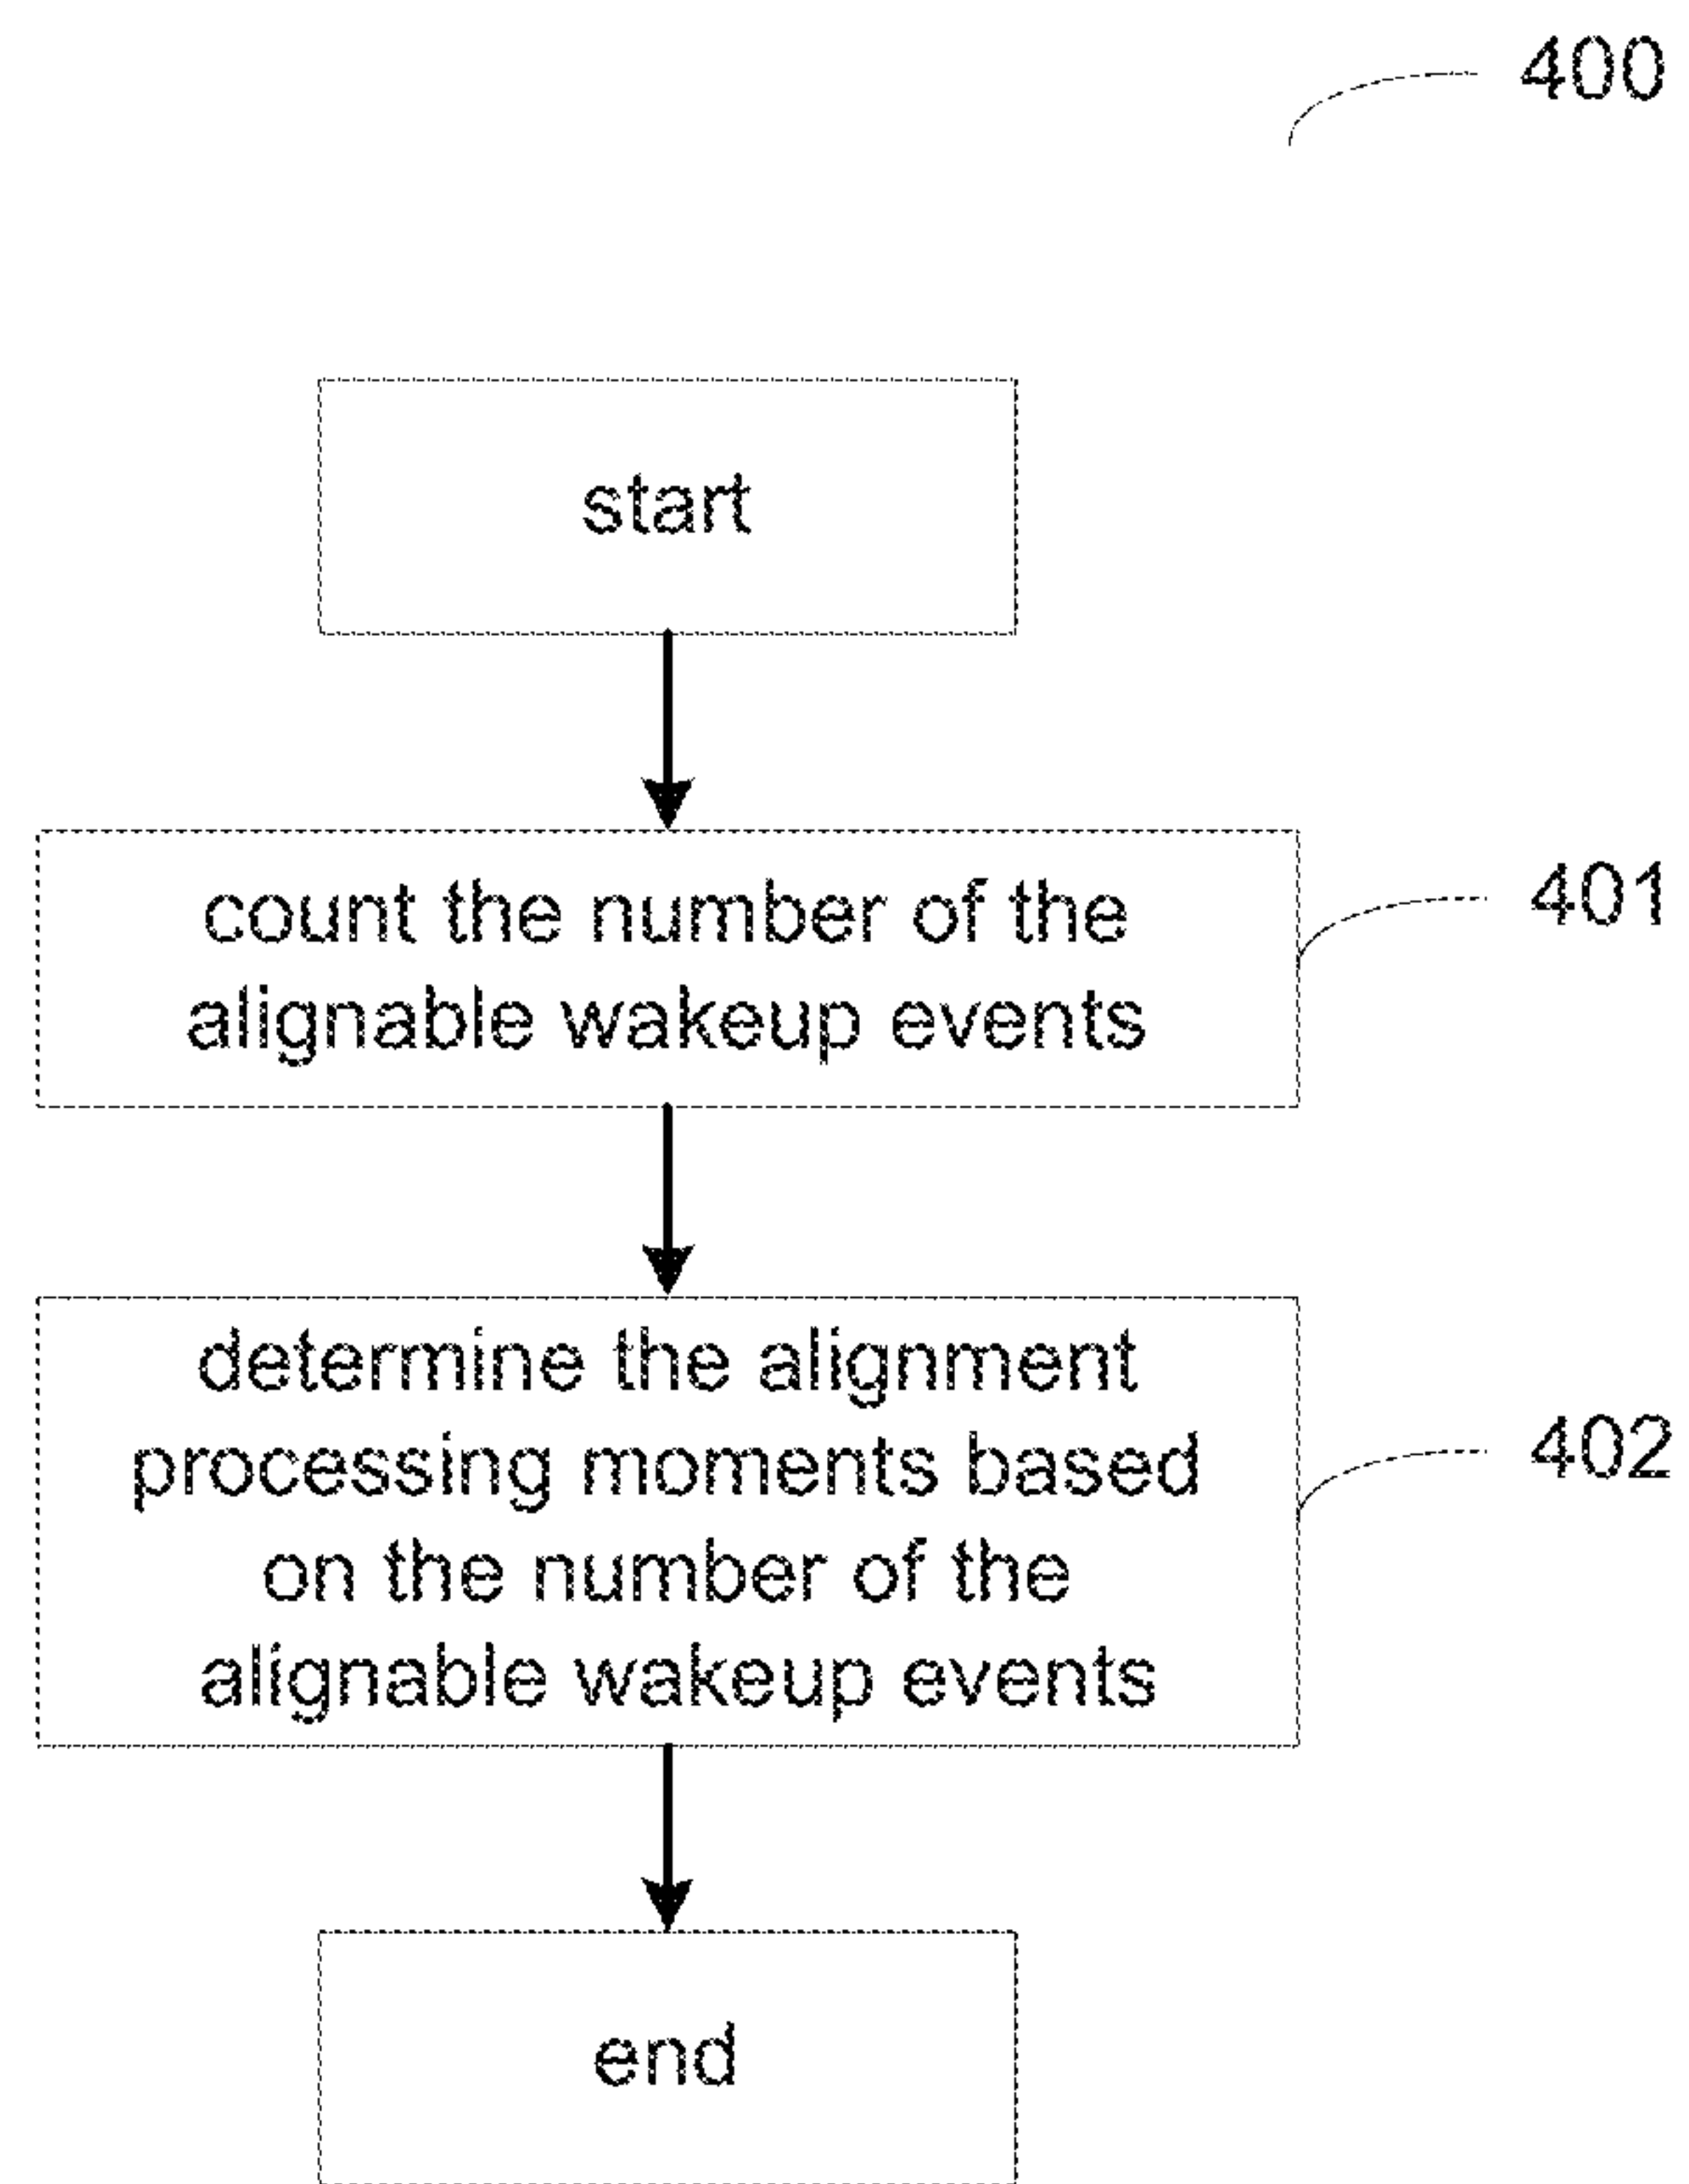 400
start
count the number of the
alignable wakeup events
401
determine the alignment
processing moments based
on the number of the
alignable wakeup events
402
end